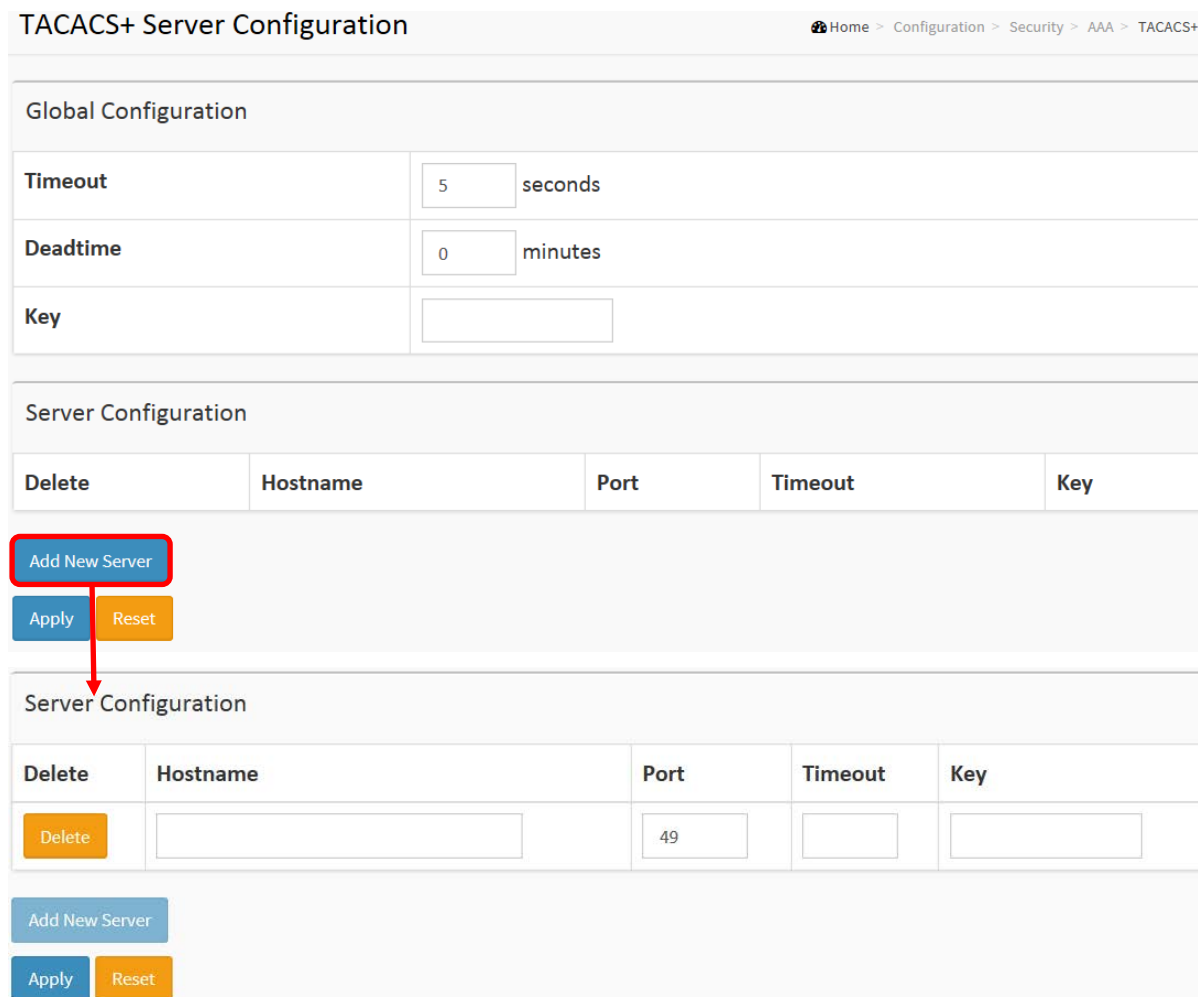 TACACS+ Server Configuration Home > Configuration > Security > AAA > TACACS+
Global Configuration
Timeout 5 seconds
Deadtime 0 minutes
Key
Server Configuration
Delete Hostname Port Timeout Key
Add New Server
Apply Reset
Server Configuration
Delete Hostname Port Timeout Key
Delete 49
Add New Server
Apply Reset